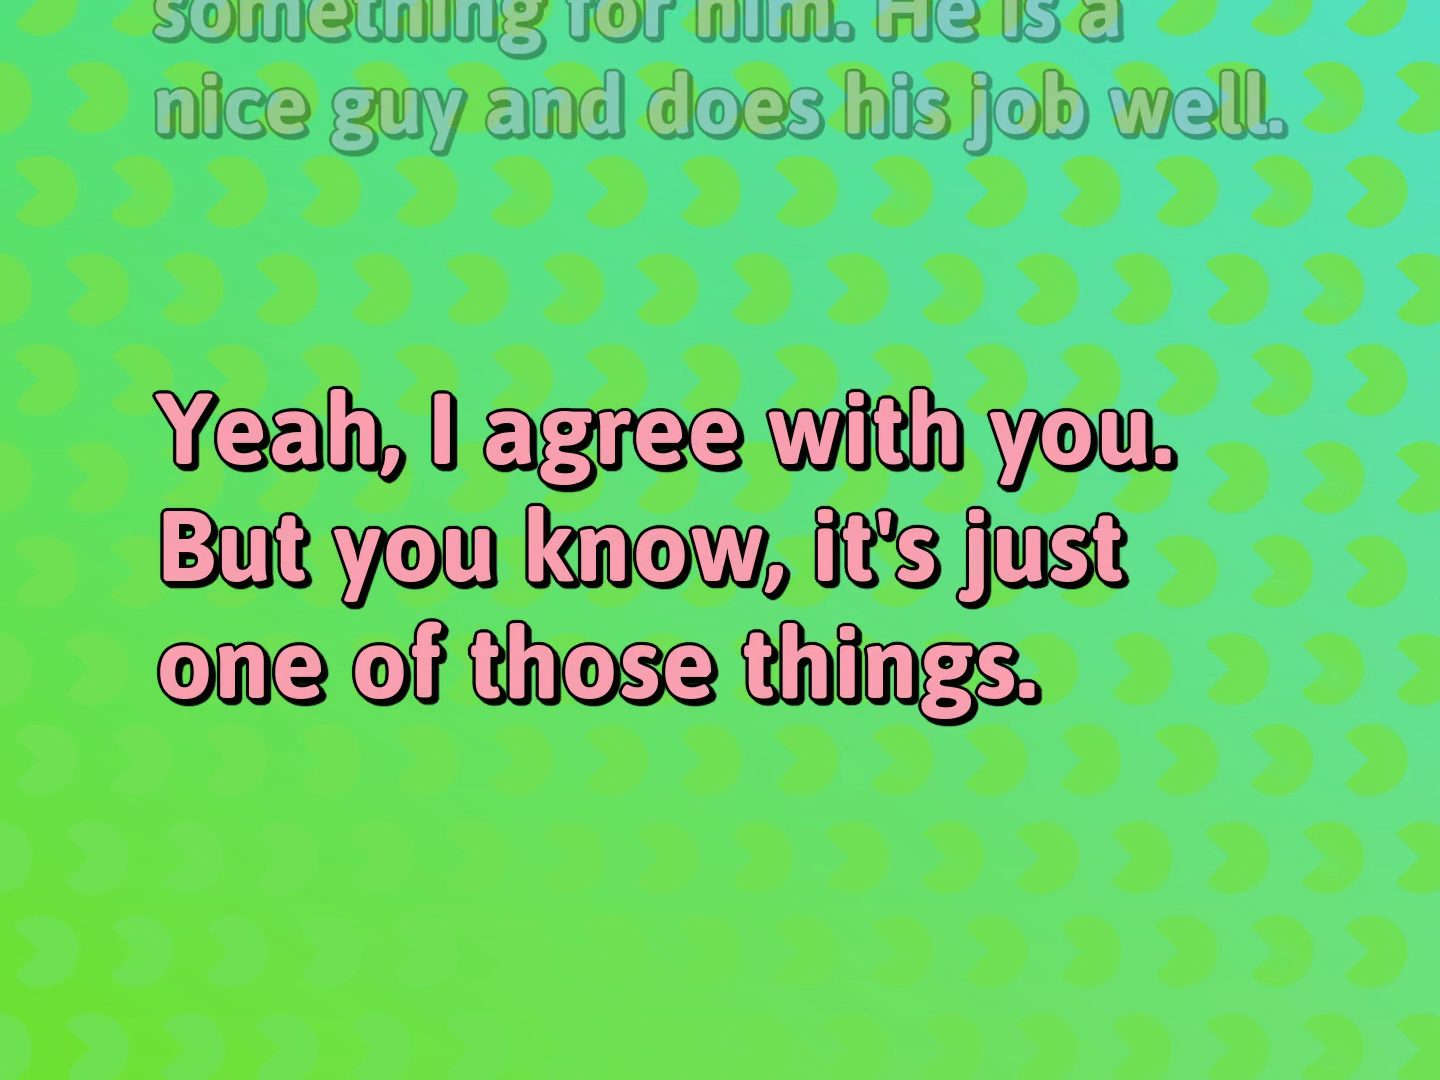 something for him. He is a
nice guy and does his job well.
Yeah, I agree with you.
But you know, it's just
one of those things.